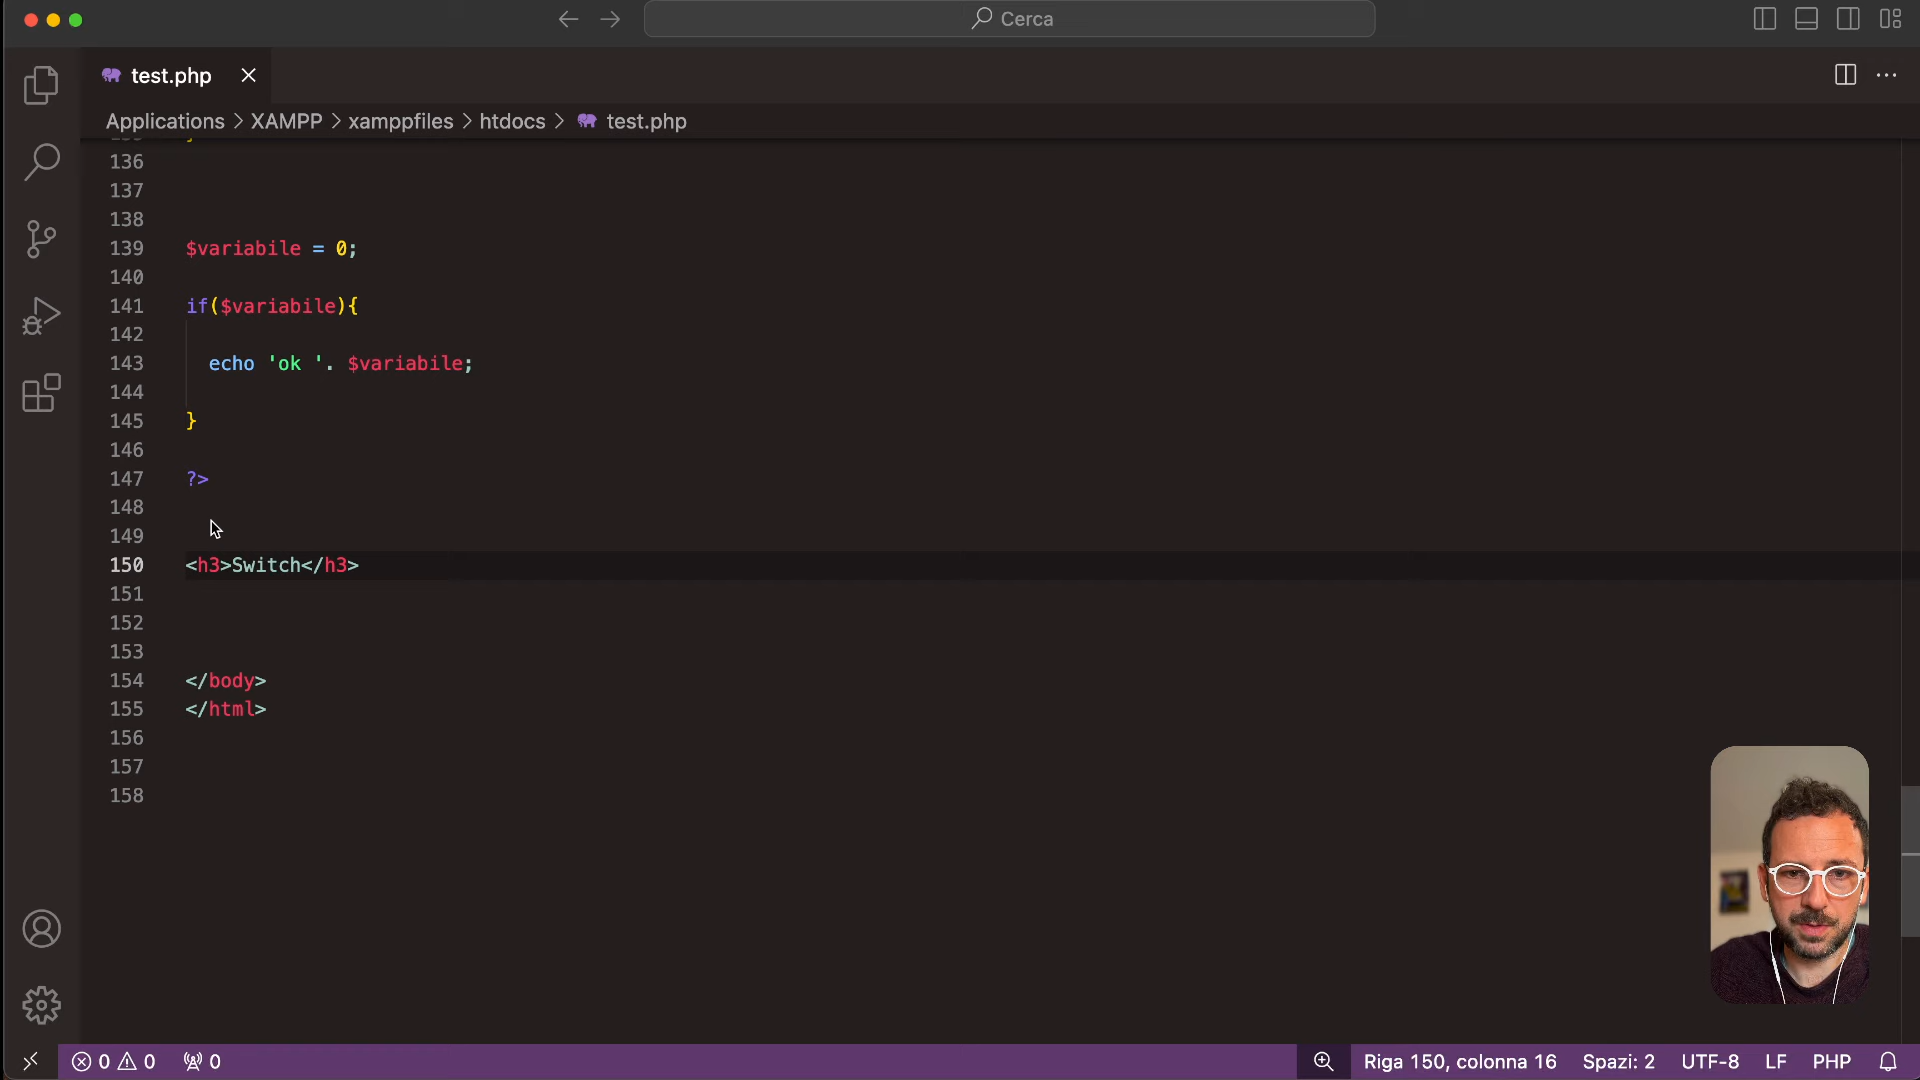 Cerca
test.php
Applications > XAMPP > xamppfiles > htdocs > test.php
136
137
138
139 $variabile = 0;
140
141 if($variabile){
142
143 echo 'ok '. $variabile;
144
145 }
146
147 ?>
148
149
150 <h3>Switch</h3>
151
152
153
154 </body>
155 </html>
156
157
158
0 0 0 Riga 150, colonna 16 Spazi: 2 UTF-8 LF PHP